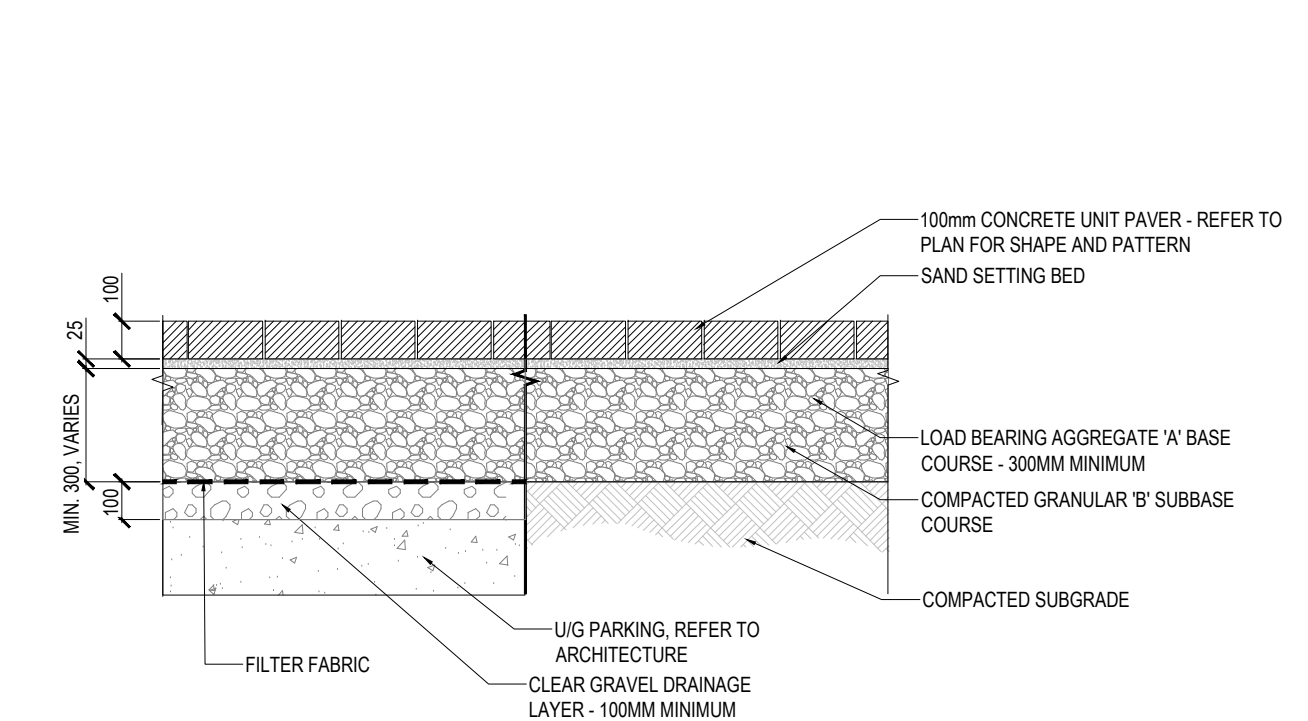 100mm CONCRETE UNIT PAVER - REFER TO
PLAN FOR SHAPE AND PATTERN
SAND SETTING BED
100
25
MIN. 300, VARIES
100
LOAD BEARING AGGREGATE 'A' BASE
COURSE - 300MM MINIMUM
COMPACTED GRANULAR 'B' SUBBASE
COURSE
COMPACTED SUBGRADE
U/G PARKING, REFER TO
ARCHITECTURE
FILTER FABRIC
CLEAR GRAVEL DRAINAGE
LAYER - 100MM MINIMUM